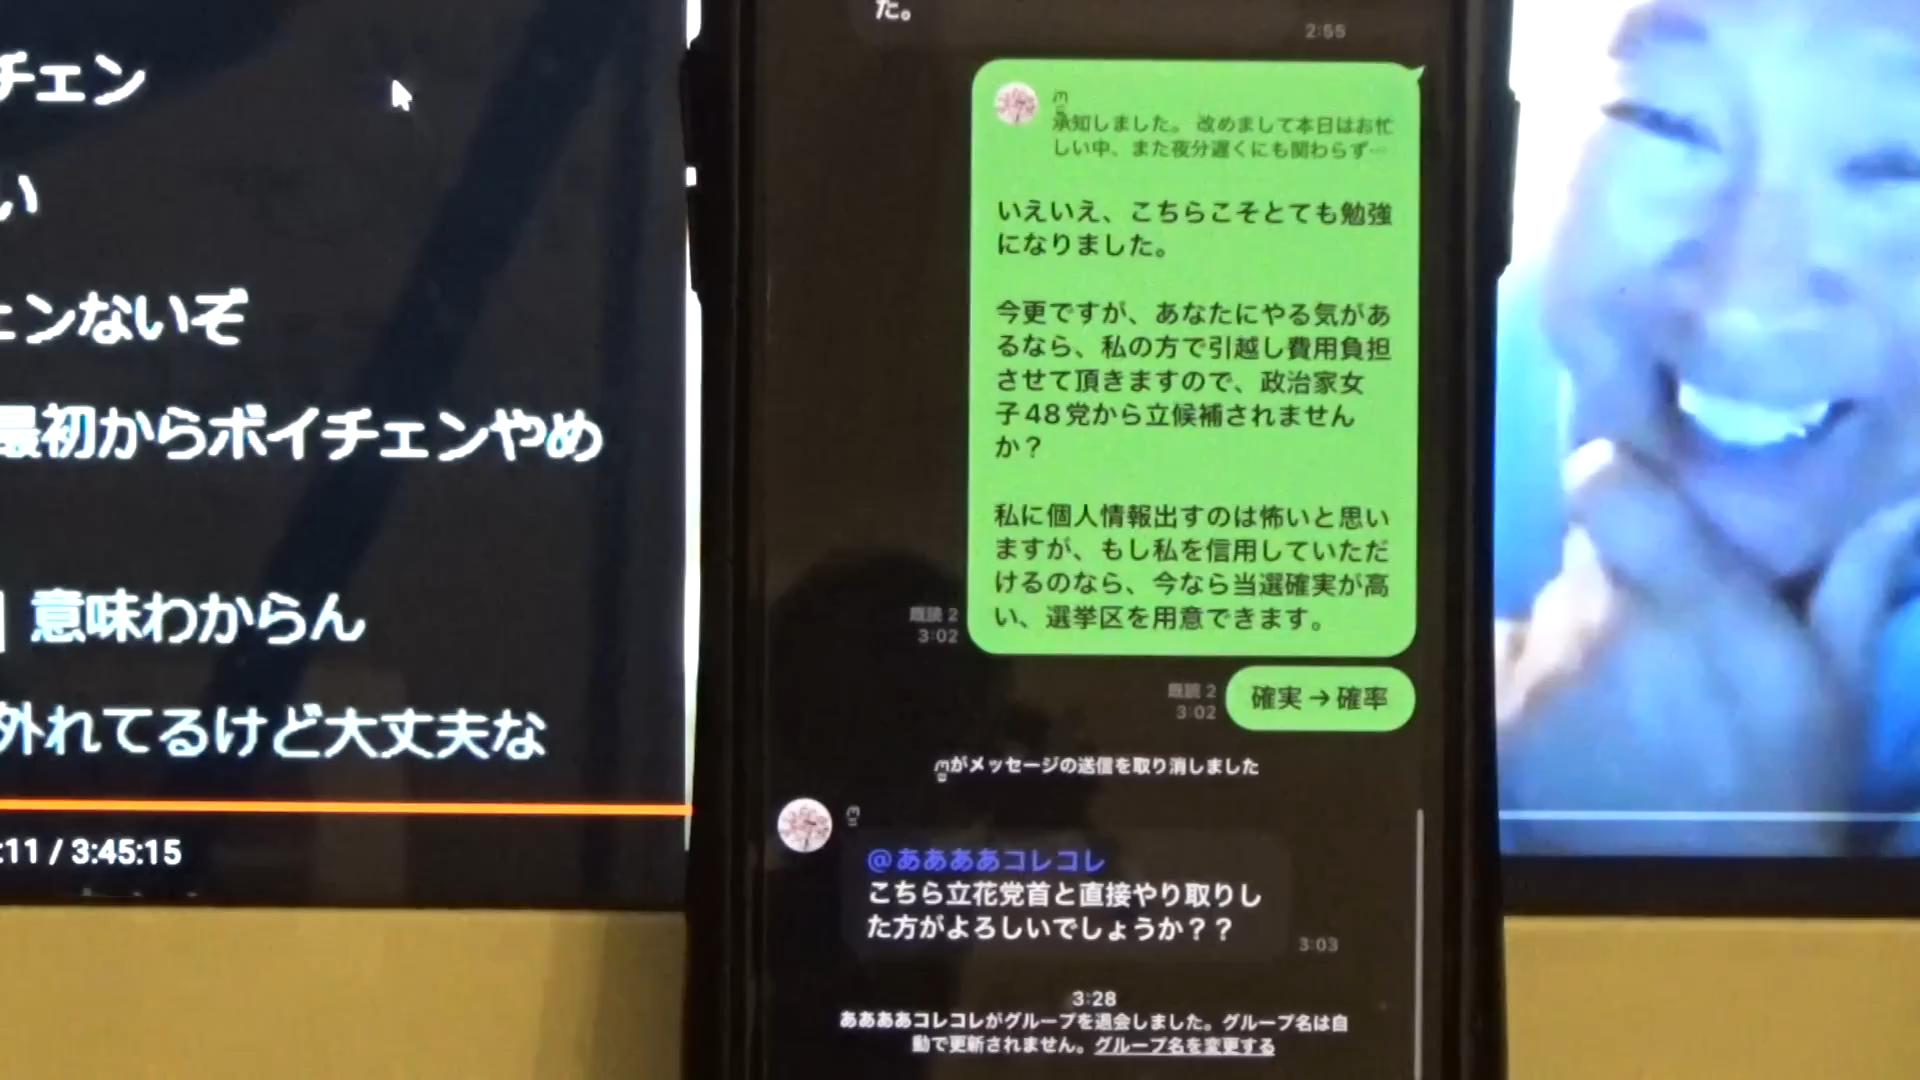 チェン
い
ェンないぞ
最初からボイチェンやめ
意味わからん
外れてるけど大丈夫な
:11 / 3:45:15
た。
2:55
承知しました。 改めまして本日はお忙
しい中、また夜分遅くにも関わらず…
いえいえ、こちらこそとても勉強
になりました。
今更ですが、あなたにやる気があ
るなら、私の方で引越し費用負担
させて頂きますので、政治家女
子48党から立候補されません
か？
私に個人情報出すのは怖いと思い
ますが、もし私を信用していただ
けるのなら、今なら当選確実が高
い、選挙区を用意できます。
既読 2
3:02
確実→確率
既読 2
3:02
がメッセージの送信を取り消しました
@ああああコレコレ
こちら立花党首と直接やり取りし
た方がよろしいでしょうか？？
3:03
3:28
ああああコレコレがグループを退会しました。グループ名は自
動で更新されません。グループ名を変更する